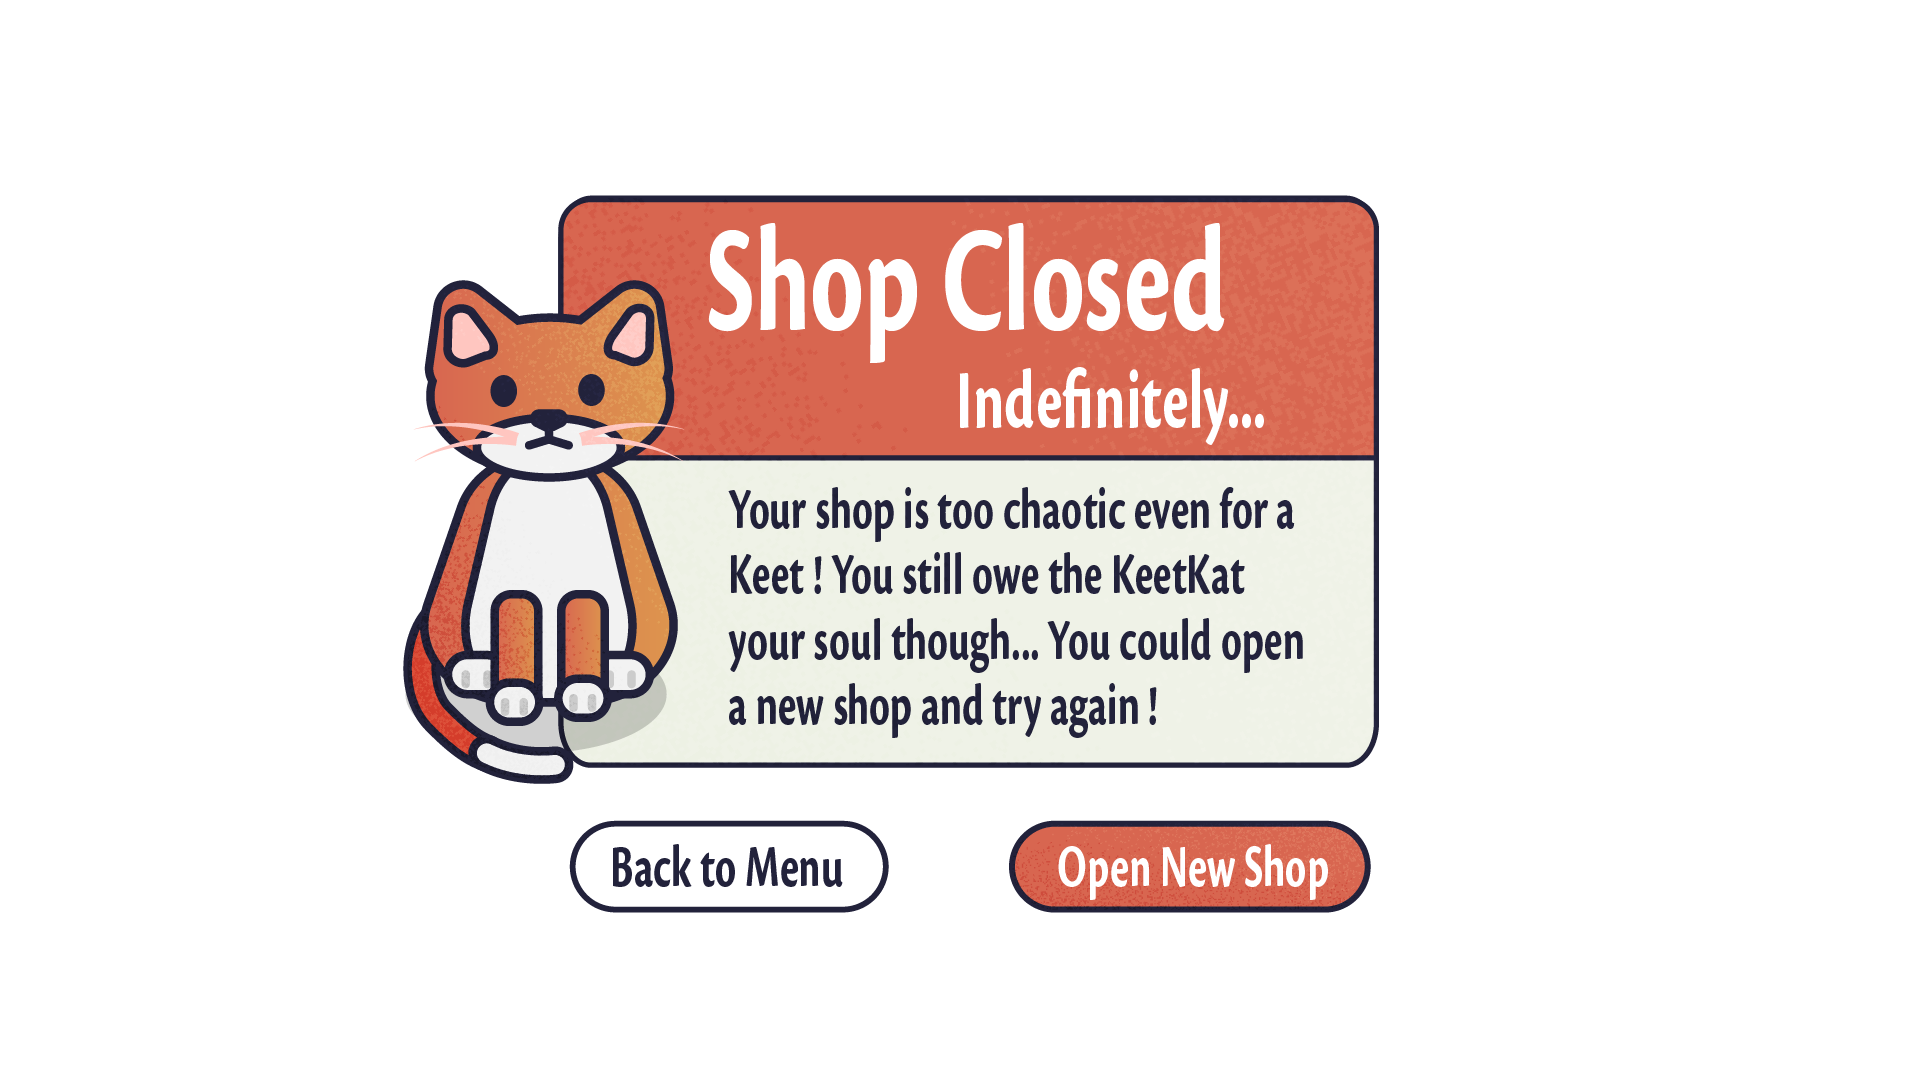 Shop Closed
Indefinitely...
Your shop is too chaotic even for a
Keet ! You still owe the KeetKat
your soul though... You could open
a new shop and try again !
Back to Menu
Open New Shop